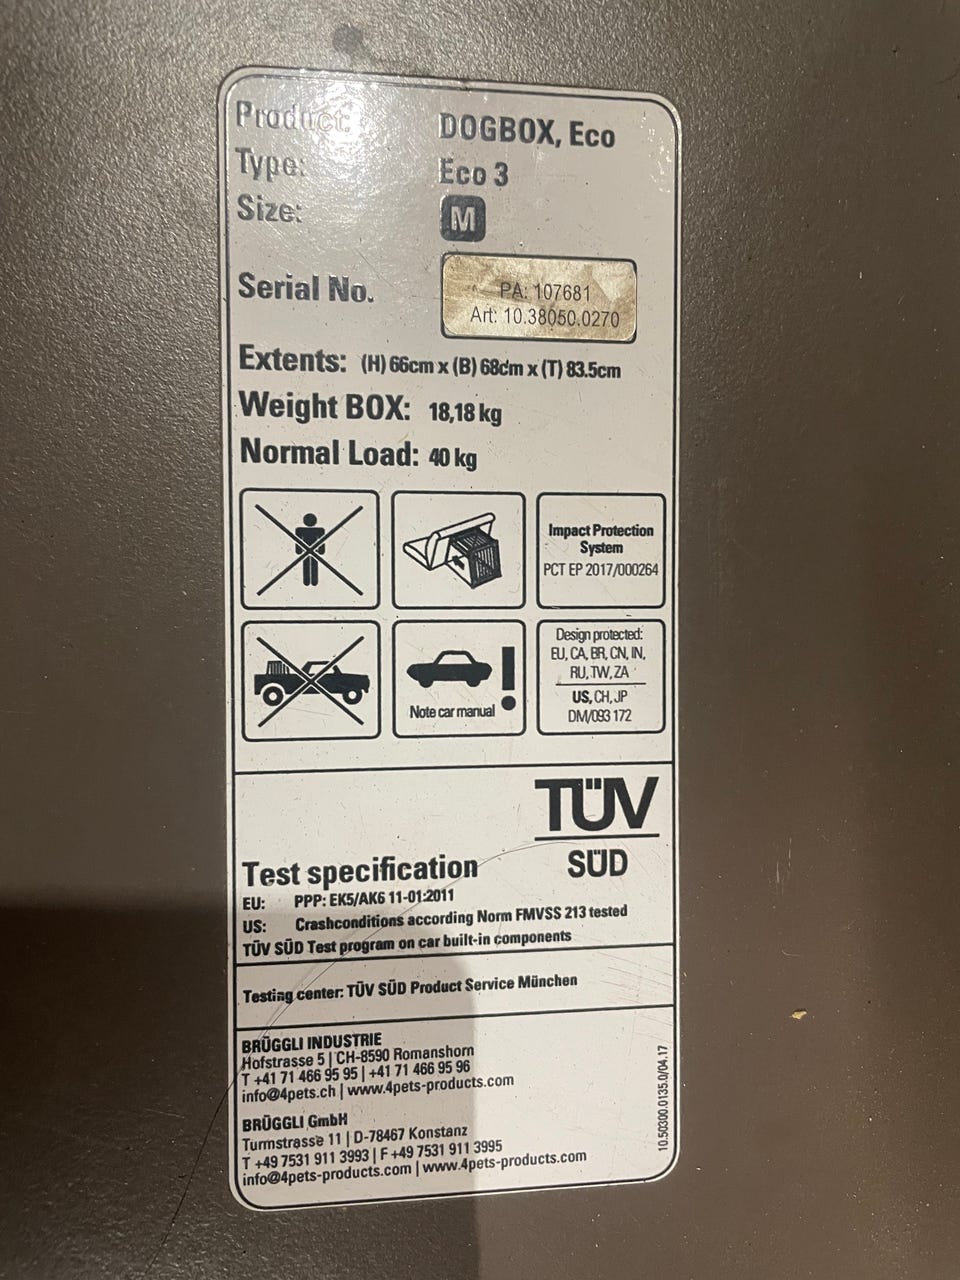 Product: DOGBOX, Eco
Type: Eco 3
Size: M
Serial No. PA: 107681
Art: 10.38050.0270
Extents: (H) 66cm x (B) 68cm x (T) 83.5cm
Weight BOX: 18,18 kg
Normal Load: 40 kg
Impact Protection
System
PCT EP 2017/000264
Note car manual
!
Design protected:
EU, CA, BR, CN, IN,
RU, TW, ZA
US, CH, JP
DM/093 172
TÜV
SÜD
Test specification
EU: PPP: EK5/AK6 11-01:2011
US: Crashconditions according Norm FMVSS 213 tested
TÜV SÜD Test program on car built-in components
Testing center: TÜV SÜD Product Service München
BRÜGGLI INDUSTRIE
Hofstrasse 5 | CH-8590 Romanshorn
T +41 71 466 95 95 | +41 71 466 95 96
info@4pets.ch | www.4pets-products.com
BRÜGGLI GmbH
Turmstrasse 11 | D-78467 Konstanz
T +49 7531 911 3993 | F +49 7531 911 3995
info@4pets-products.com | www.4pets-products.com
10.50300.0135.0/04.17